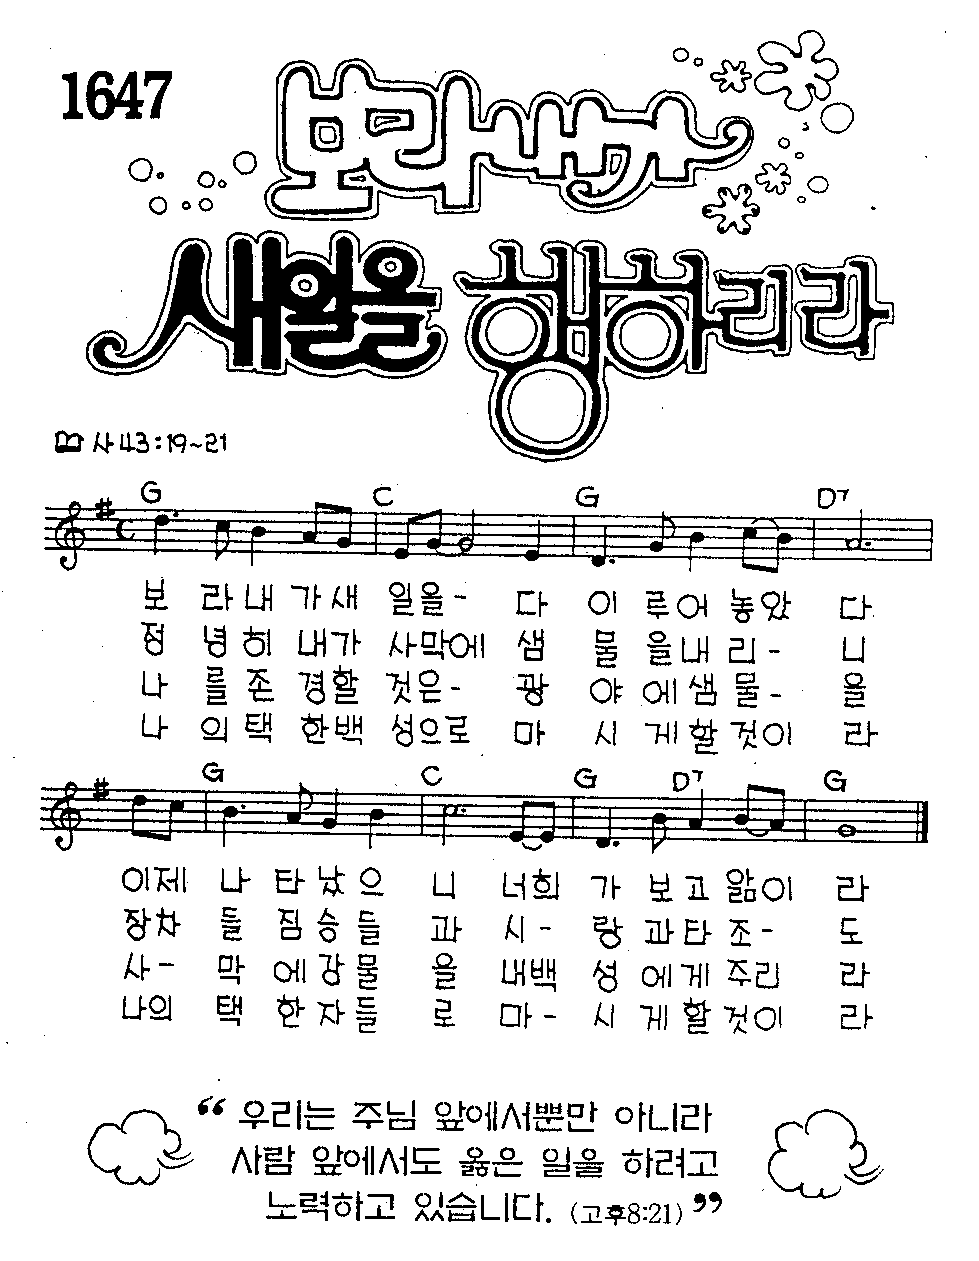 1647
보라내가
새일을 행하리라
사43:19~21
G C G D7
보 라내 가새 일을- 다 이 루어 놓았 다
정 녕히 내가 사막에 샘 물 을내 리- 니
나 를존 경할 것은- 광 야 에샘 물- 을
나 의택 한백 성으로 마 시 게할 것이 라
G C G D7 G
이제 나 타났으 니 너희 가 보고 앎이 라
장차 들 짐승들 과 시- 랑 과타 조- 도
사- 막 에강물 을 내백 성 에게 주리 라
나의 택 한자들 로 마- 시 게할 것이 라
“ 우리는 주님 앞에서뿐만 아니라
사람 앞에서도 옳은 일을 하려고
노력하고 있습니다. (고후8:21) ”